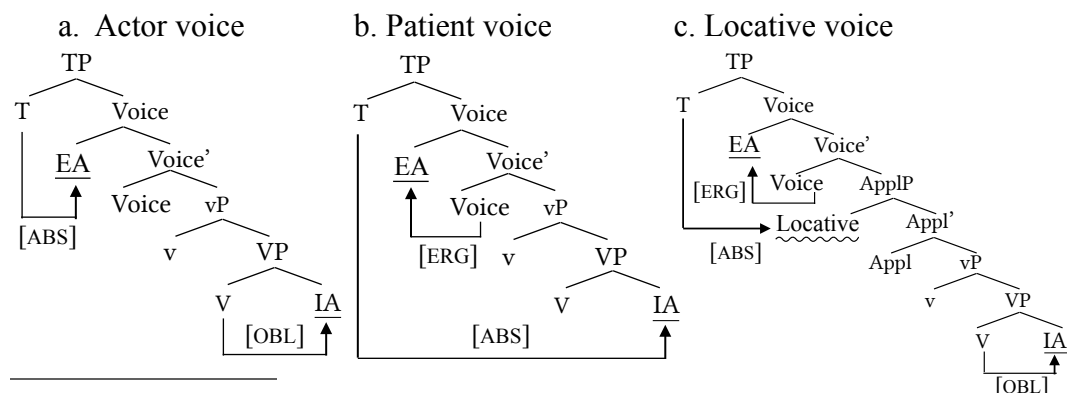 a. Actor voice
TP
T Voice
EA Voice’
Voice vP
[ABS]
v VP
V IA
[OBL]
b. Patient voice
TP
T Voice
EA Voice’
Voice vP
[ERG]
v VP
V IA
[ABS]
c. Locative voice
TP
T Voice
EA Voice’
[ERG] Voice ApplP
Locative Appl’
[ABS]
Appl vP
v VP
V IA
[OBL]